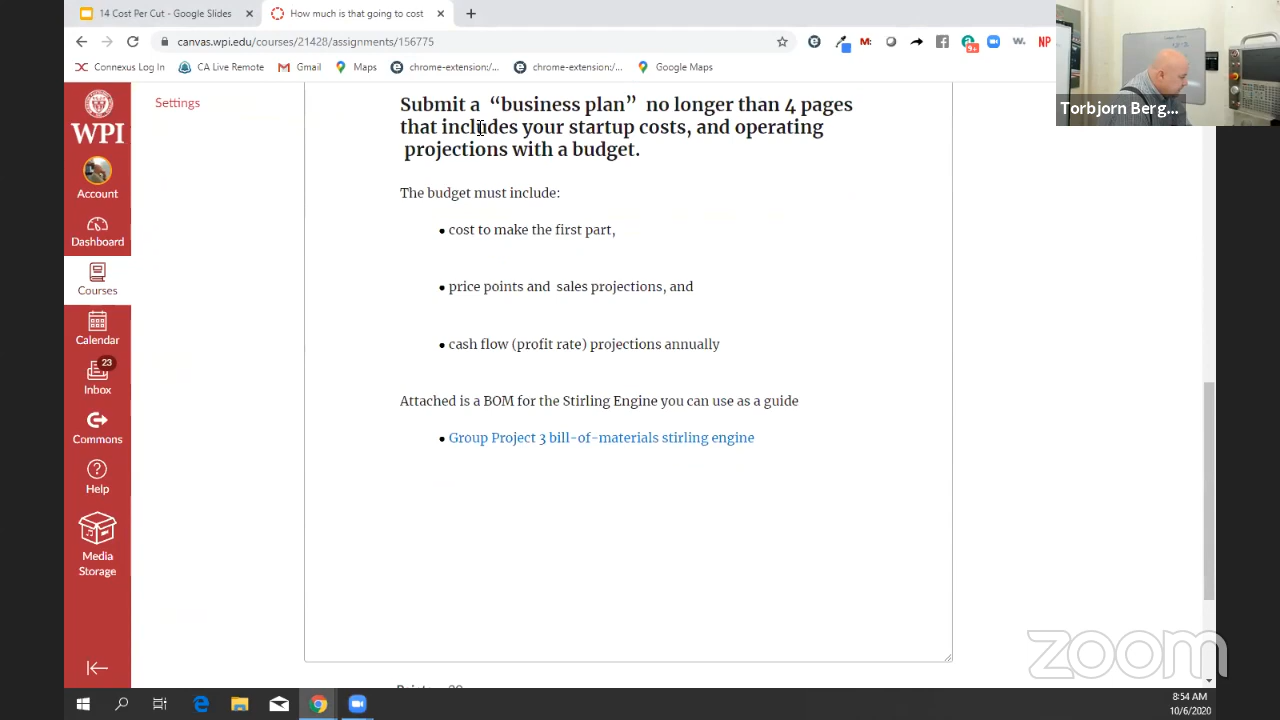 14 Cost Per Cut - Google Slides
How much is that going to cost
canvas.wpi.edu/courses/21428/assignments/156775
Connexus Log In
CA Live Remote
Gmail
Maps
chrome-extension:/...
chrome-extension:/...
Google Maps
M:
9+
W.
NP
Torbjorn Berg...
WPI
Account
Dashboard
Courses
Calendar
23
Inbox
Commons
Help
Media
Storage
Settings
Submit a “business plan” no longer than 4 pages
that includes your startup costs, and operating
projections with a budget.
The budget must include:
• cost to make the first part,
• price points and sales projections, and
• cash flow (profit rate) projections annually
Attached is a BOM for the Stirling Engine you can use as a guide
• Group Project 3 bill-of-materials stirling engine
zoom
8:54 AM
10/6/2020